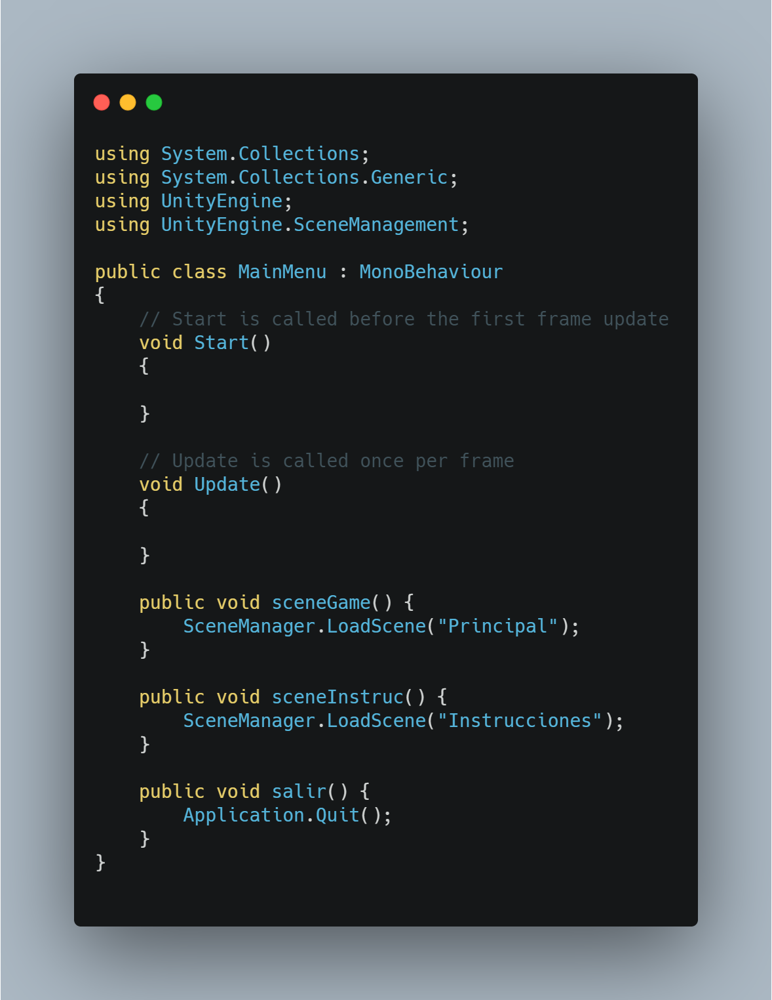 using System.Collections;
using System.Collections.Generic;
using UnityEngine;
using UnityEngine.SceneManagement;

public class MainMenu : MonoBehaviour
{
    // Start is called before the first frame update
    void Start()
    {

    }

    // Update is called once per frame
    void Update()
    {

    }

    public void sceneGame() {
        SceneManager.LoadScene("Principal");
    }

    public void sceneInstruc() {
        SceneManager.LoadScene("Instrucciones");
    }

    public void salir() {
        Application.Quit();
    }
}